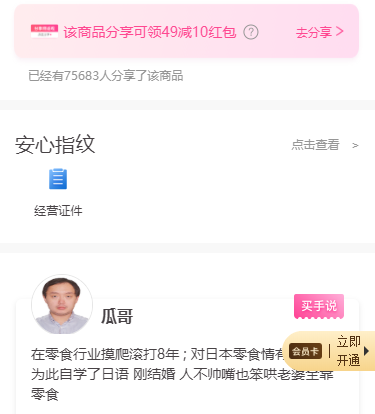 该商品分享可领49减10红包 ? 去分享 >
已经有75683人分享了该商品
安心指纹 点击查看 >
经营证件
买手说
瓜哥
会员卡 立即开通
在零食行业摸爬滚打8年 ; 对日本零食情有
为此自学了日语 刚结婚 人不帅嘴也笨哄老婆全靠
零食